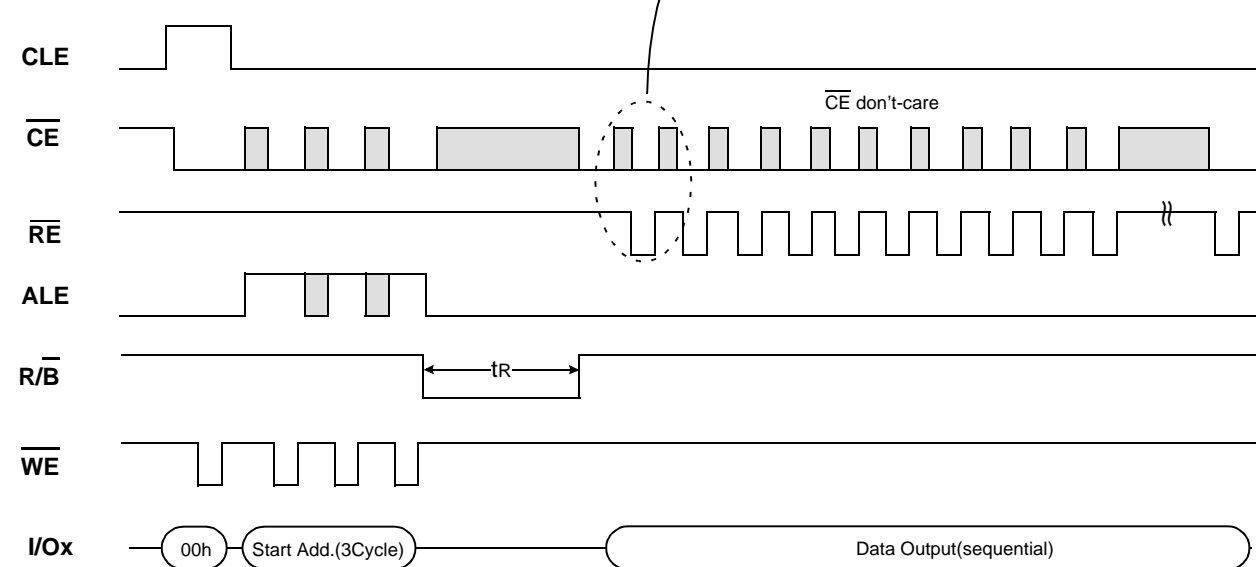 CLE
CE don't-care
CE
RE
ALE
R/B
tR
WE
I/Ox
00h
Start Add.(3Cycle)
Data Output(sequential)